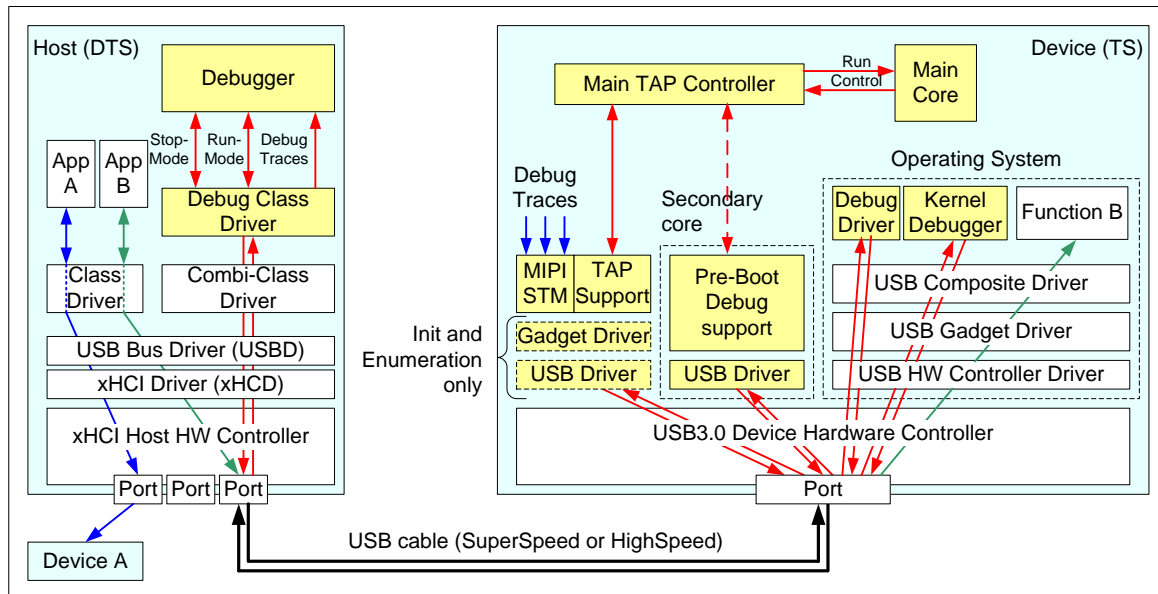 Host (DTS)
Debugger
Stop-
Mode
Run-
Mode
Debug
Traces
App
A
App
B
Debug Class
Driver
Class
Driver
Combi-Class
Driver
USB Bus Driver (USBD)
xHCI Driver (xHCD)
xHCI Host HW Controller
Port
Port
Port
Device A
USB cable (SuperSpeed or HighSpeed)
Device (TS)
Main TAP Controller
Run
Control
Main
Core
Operating System
Debug
Traces
Secondary
core
Debug
Driver
Kernel
Debugger
Function B
MIPI
STM
TAP
Support
Pre-Boot
Debug
support
USB Composite Driver
Init and
Enumeration
only
Gadget Driver
USB Gadget Driver
USB Driver
USB Driver
USB HW Controller Driver
USB3.0 Device Hardware Controller
Port